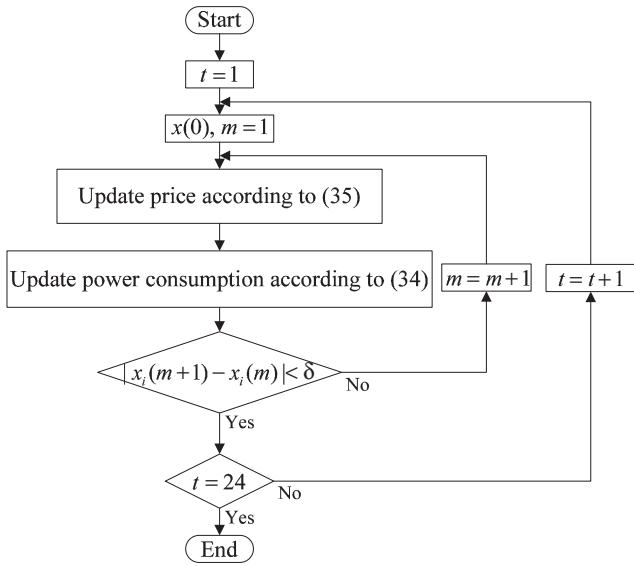 Start
t = 1
x(0), m = 1
Update price according to (35)
Update power consumption according to (34)
m = m+1
t = t+1
| x_i(m+1) − x_i(m) |< δ
No
Yes
t = 24
No
Yes
End